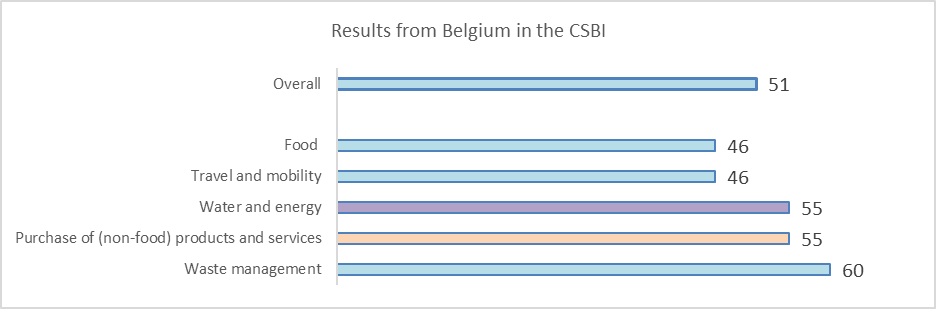 Results from Belgium in the CSBI
Overall 51
Food 46
Travel and mobility 46
Water and energy 55
Purchase of (non-food) products and services 55
Waste management 60